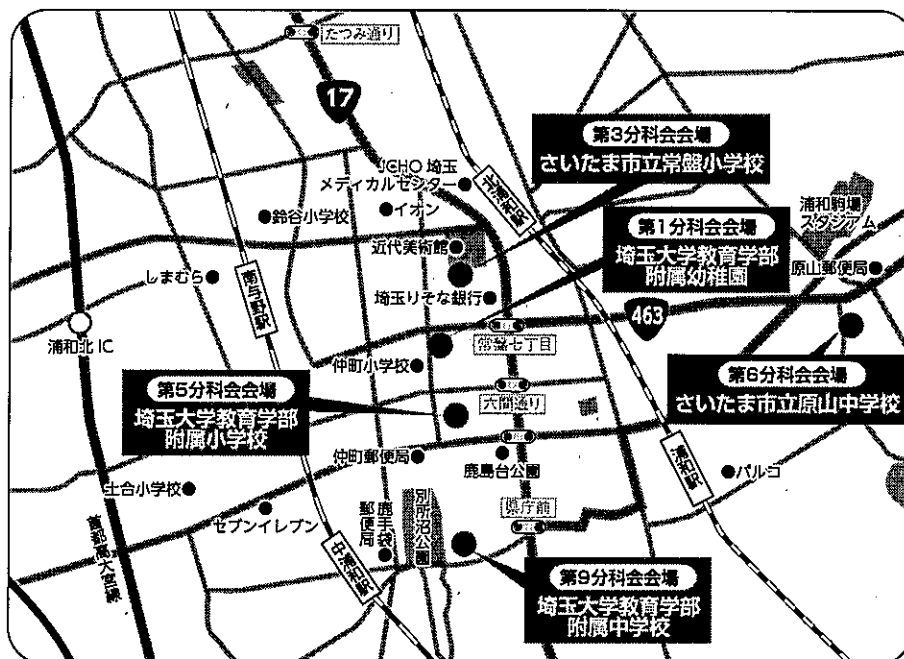 たつみ通り
17
第3分科会会場
さいたま市立常盤小学校
JCHO 埼玉
メディカルセンター
北浦和駅
鈴谷小学校
イオン
第1分科会会場
埼玉大学教育学部
附属幼稚園
浦和駒場
スタジアム
近代美術館
原山郵便局
しまむら
南与野駅
埼玉りそな銀行
463
浦和北IC
常盤七丁目
仲町小学校
第6分科会会場
さいたま市立原山中学校
第5分科会会場
埼玉大学教育学部
附属小学校
六間通り
仲町郵便局
鹿島台公園
浦和駅
パルコ
土合小学校
セブンイレブン
鹿手袋
郵便局
別所沼公園
県庁前
首都高大宮線
中浦和駅
第9分科会会場
埼玉大学教育学部
附属中学校